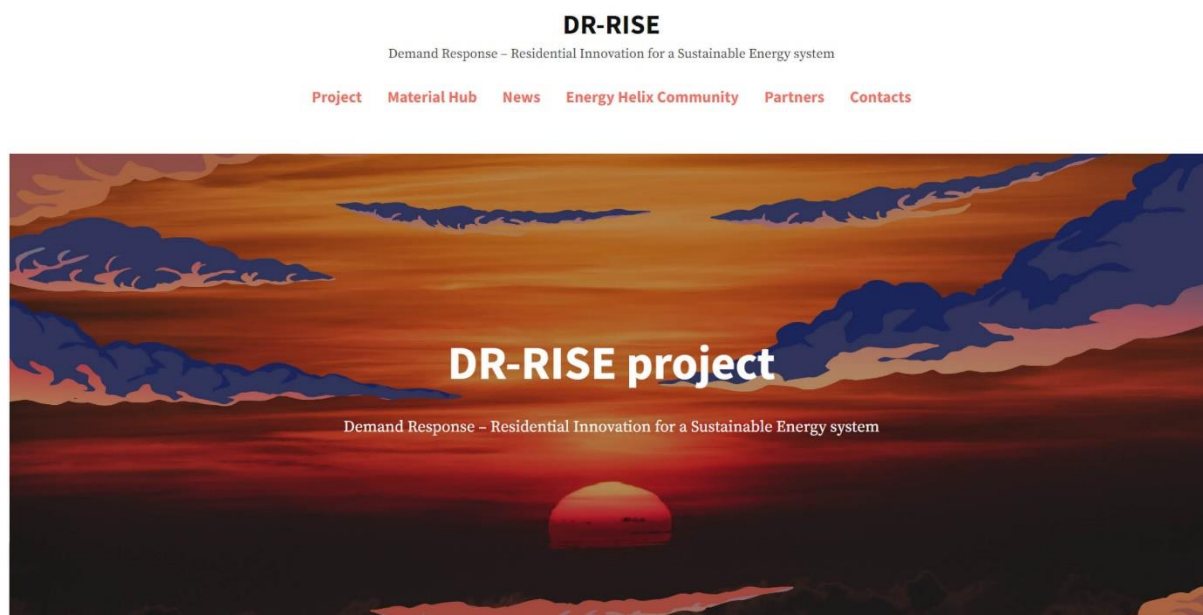 DR-RISE
Demand Response – Residential Innovation for a Sustainable Energy system
Project Material Hub News Energy Helix Community Partners Contacts
DR-RISE project
Demand Response – Residential Innovation for a Sustainable Energy system